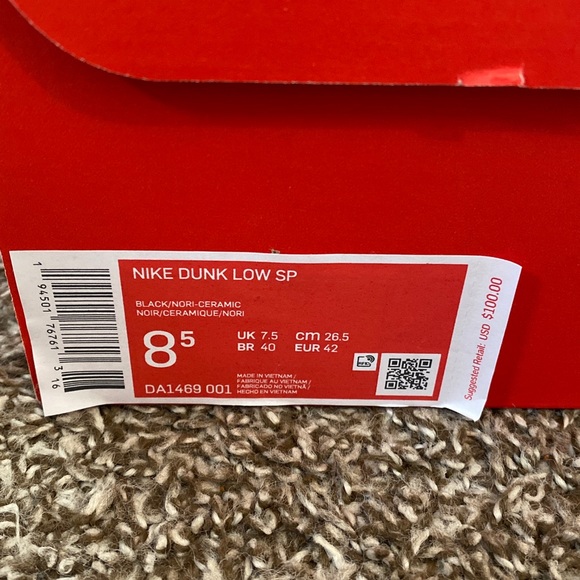 NIKE DUNK LOW SP
BLACK/NORI-CERAMIC
NOIR/CERAMIQUE/NORI
8⁵
UK 7.5 cm 26.5
BR 40 EUR 42
DA1469 001
MADE IN VIETNAM/
FABRIQUE AU VIETNAM/
FABRICADO NO VIETNÃ/
HECHO EN VIETNAM
1 94501 76761 3 16
Suggested Retail: USD $100.00